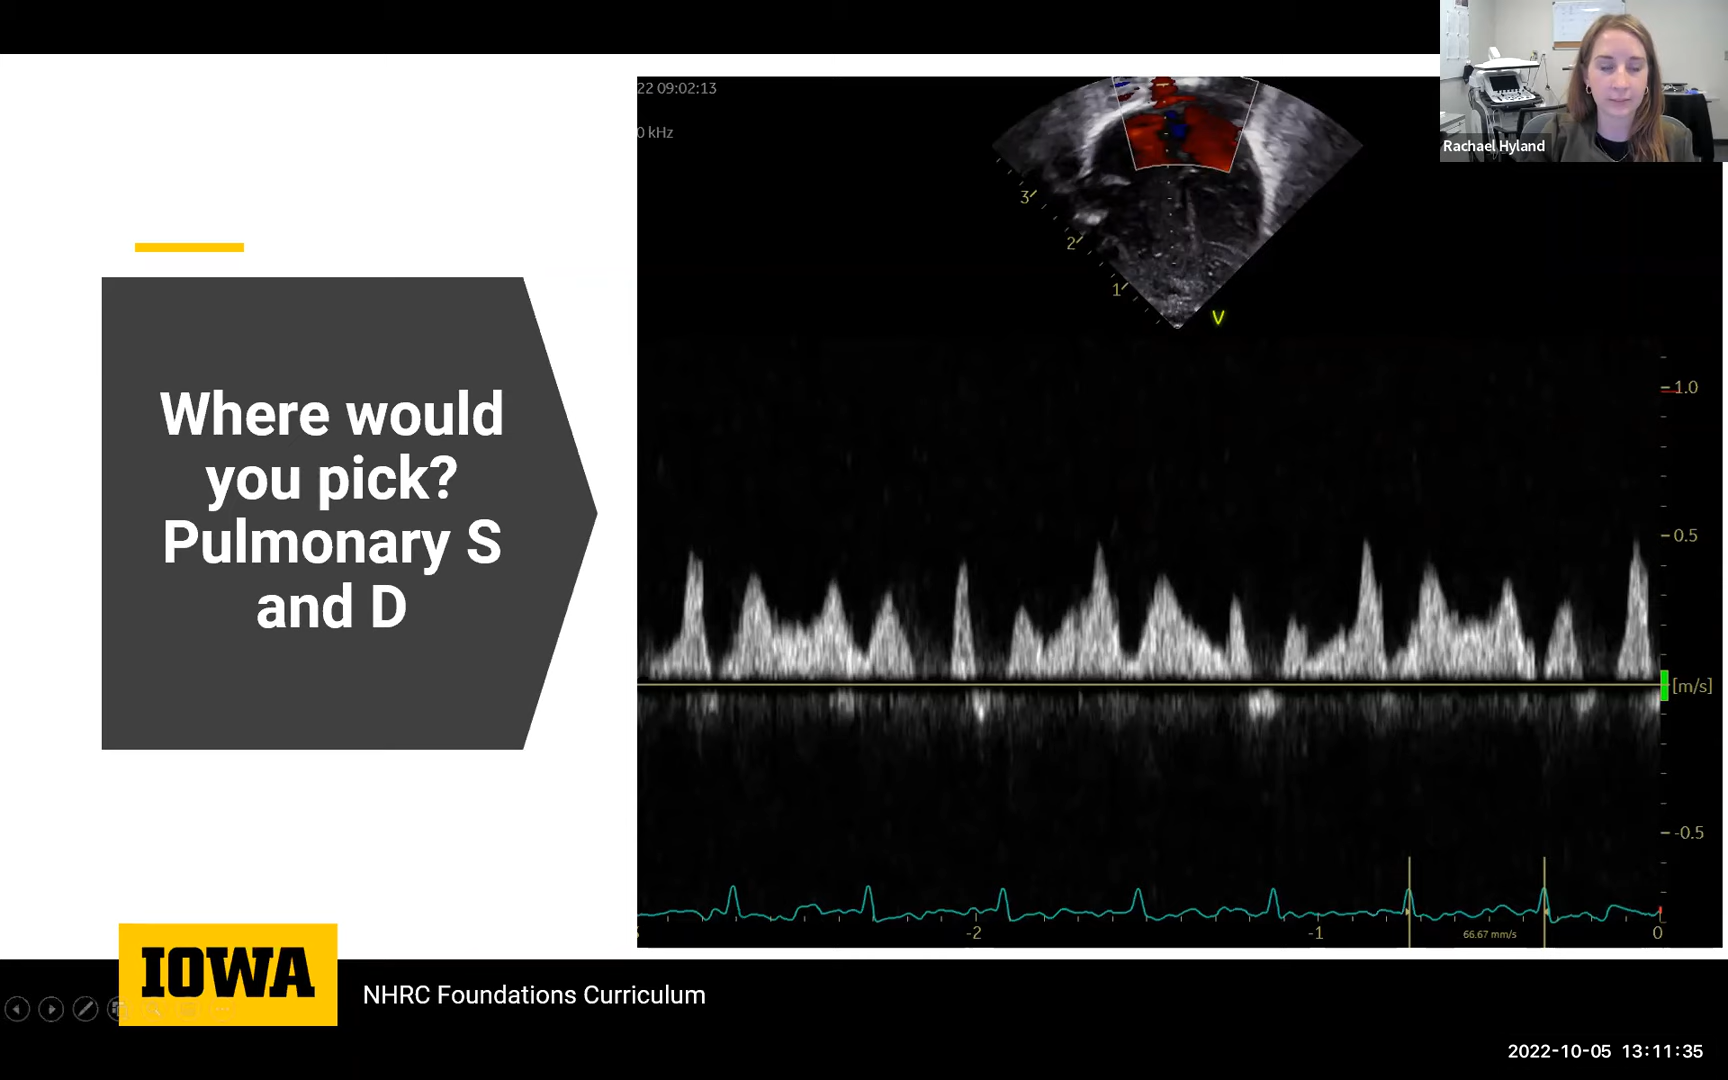 22 09:02:13
0 kHz
Rachael Hyland
3
2
1
V
Where would
you pick?
Pulmonary S
and D
1.0
0.5
[m/s]
-0.5
-2
-1
66.67 mm/s
0
IOWA
NHRC Foundations Curriculum
2022-10-05 13:11:35